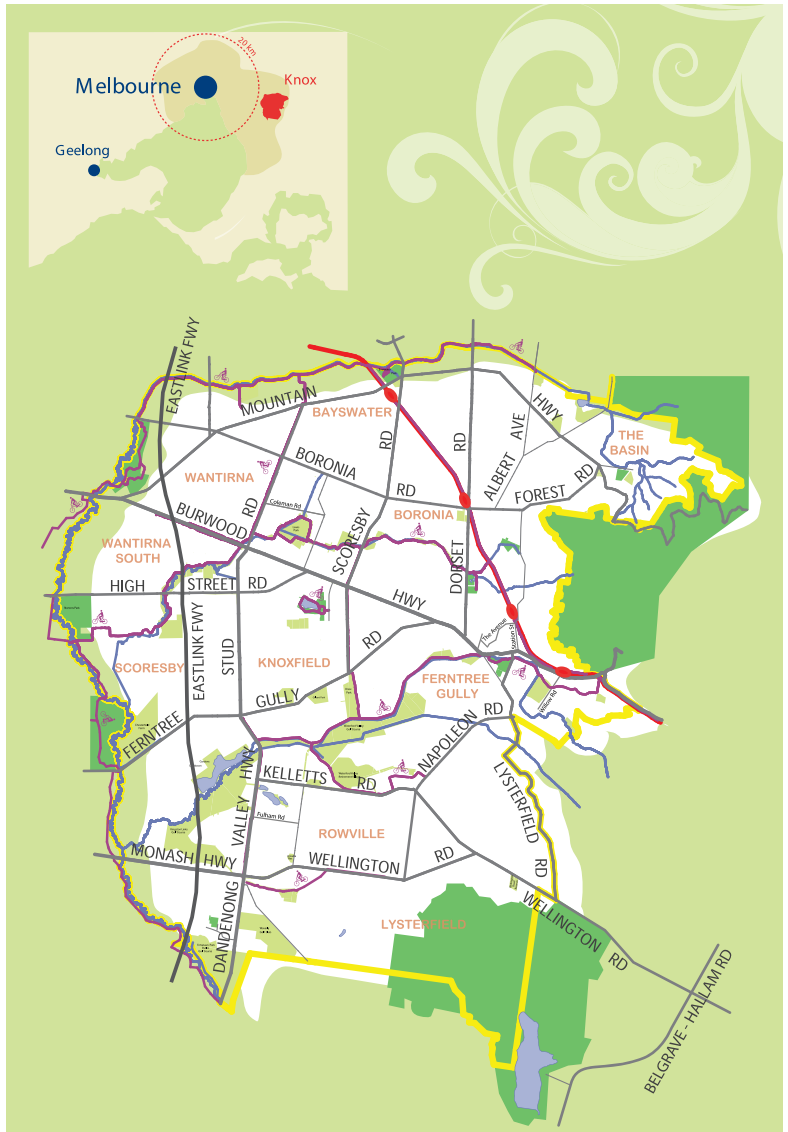 20 km
Melbourne
Knox
Geelong
EASTLINK FWY
MOUNTAIN
HWY
BAYSWATER
THE
BASIN
ALBERT AVE
RD
RD
BORONIA
RD
WANTIRNA
RD
FOREST RD
Coleman Rd
BURWOOD
HWY
SCORESBY
BORONIA
WANTIRNA
SOUTH
DORSET
HIGH STREET RD
The Avenue
RD
EASTLINK FWY
STUD
KNOXFIELD
SCORESBY
FERNTREE
GULLY
Willow Rd
FERNTREE
GULLY
NAPOLEON
RD
VALLEY HWY
KELLETTS
RD
LYSTERFIELD
RD
Fulham Rd
ROWVILLE
MONASH HWY
WELLINGTON
RD
DANDENONG
LYSTERFIELD
WELLINGTON
RD
BELGRAVE - HALLAM RD